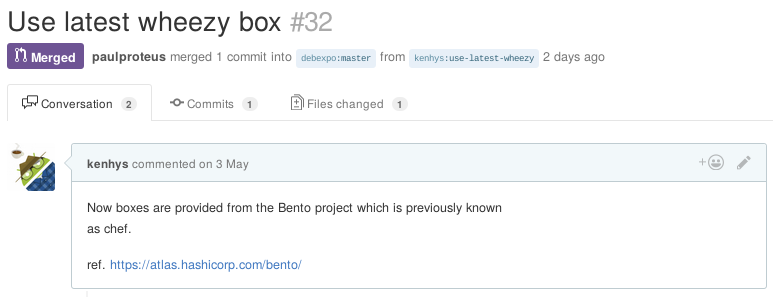 Use latest wheezy box #32
Merged paulproteus merged 1 commit into debexpo:master from kenhys:use-latest-wheezy 2 days ago
Conversation 2 Commits 1 Files changed 1
kenhys commented on 3 May
Now boxes are provided from the Bento project which is previously known
as chef.
ref. https://atlas.hashicorp.com/bento/